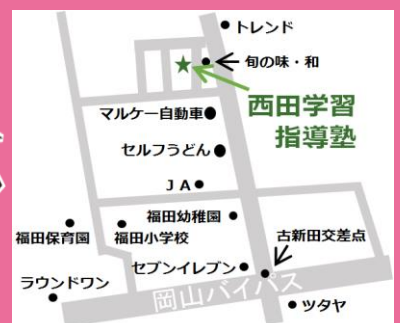 トレンド
旬の味・和
西田学習
指導塾
マルケー自動車
セルフうどん
JA
福田幼稚園
福田保育園
福田小学校
古新田交差点
セブンイレブン
ラウンドワン
岡山バイパス
ツタヤ